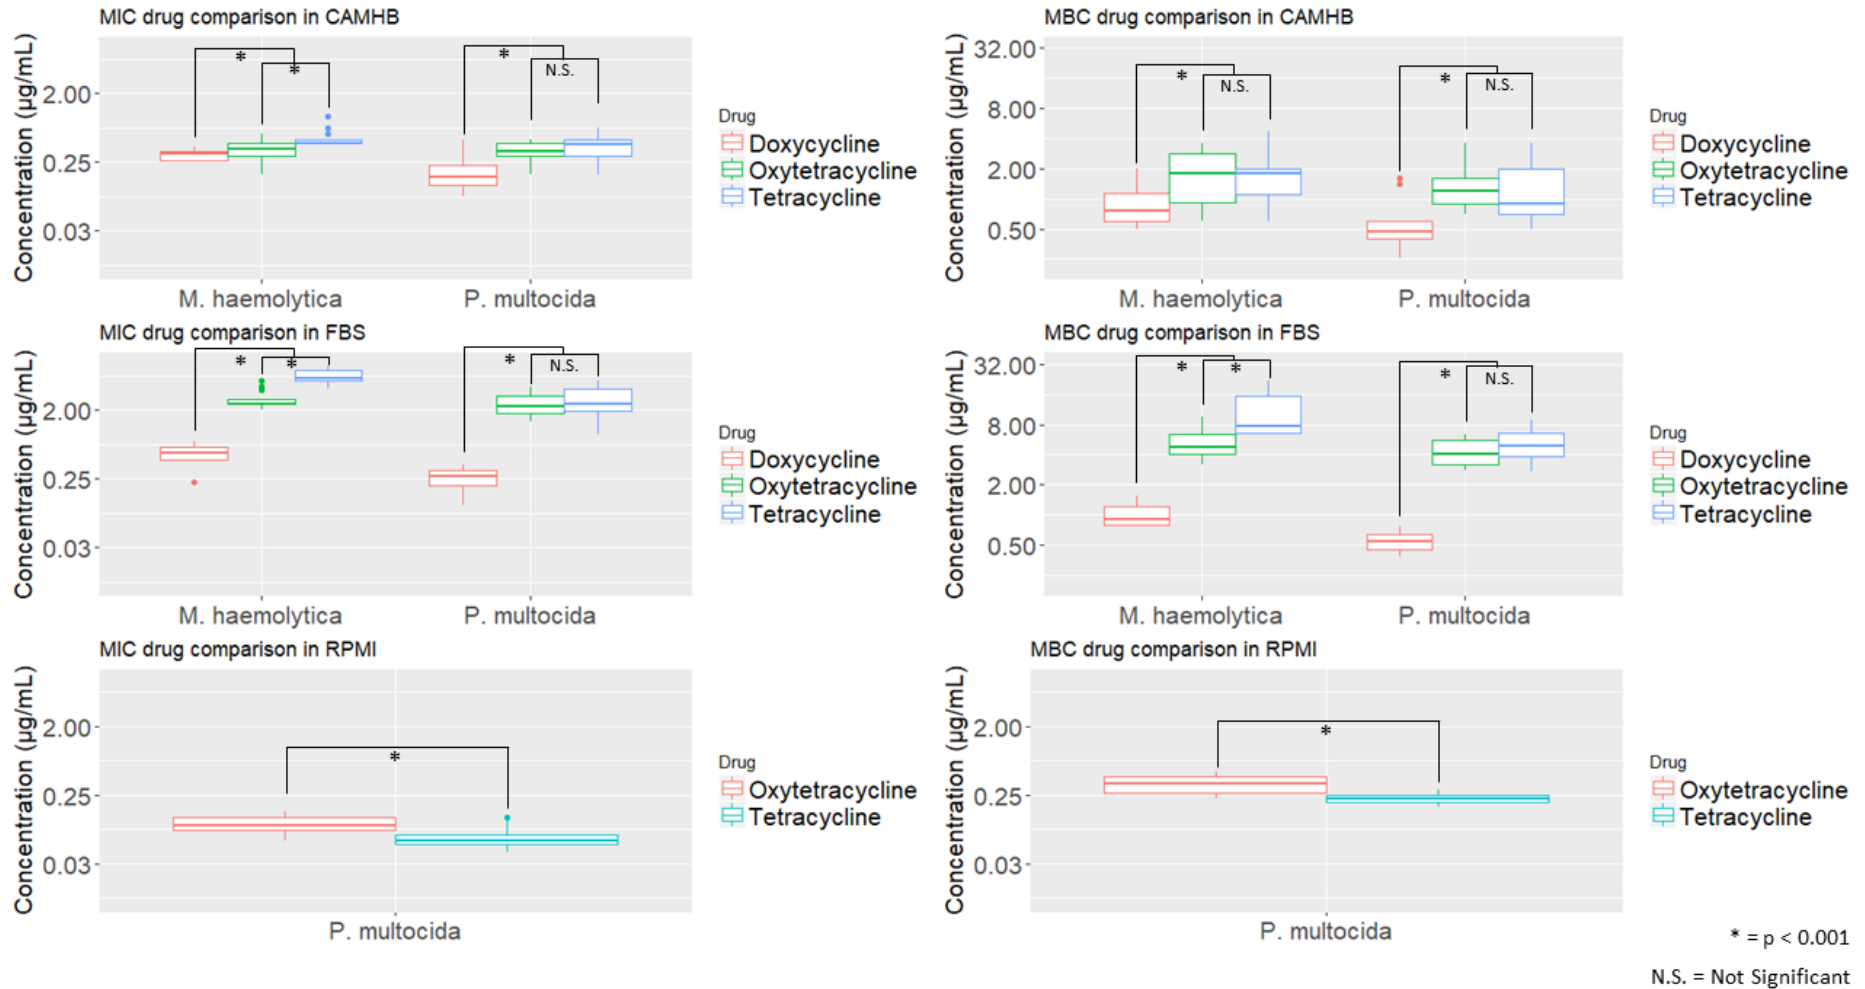 MIC drug comparison in CAMHB
Concentration (µg/mL)
2.00
0.25
0.03
*
*
*
N.S.
M. haemolytica
P. multocida
Drug
Doxycycline
Oxytetracycline
Tetracycline
MBC drug comparison in CAMHB
Concentration (µg/mL)
32.00
8.00
2.00
0.50
*
N.S.
*
N.S.
M. haemolytica
P. multocida
Drug
Doxycycline
Oxytetracycline
Tetracycline
MIC drug comparison in FBS
Concentration (µg/mL)
2.00
0.25
0.03
*
*
*
N.S.
M. haemolytica
P. multocida
Drug
Doxycycline
Oxytetracycline
Tetracycline
MBC drug comparison in FBS
Concentration (µg/mL)
32.00
8.00
2.00
0.50
*
*
*
N.S.
M. haemolytica
P. multocida
Drug
Doxycycline
Oxytetracycline
Tetracycline
MIC drug comparison in RPMI
Concentration (µg/mL)
2.00
0.25
0.03
*
P. multocida
Drug
Oxytetracycline
Tetracycline
MBC drug comparison in RPMI
Concentration (µg/mL)
2.00
0.25
0.03
*
P. multocida
Drug
Oxytetracycline
Tetracycline
* = p < 0.001
N.S. = Not Significant